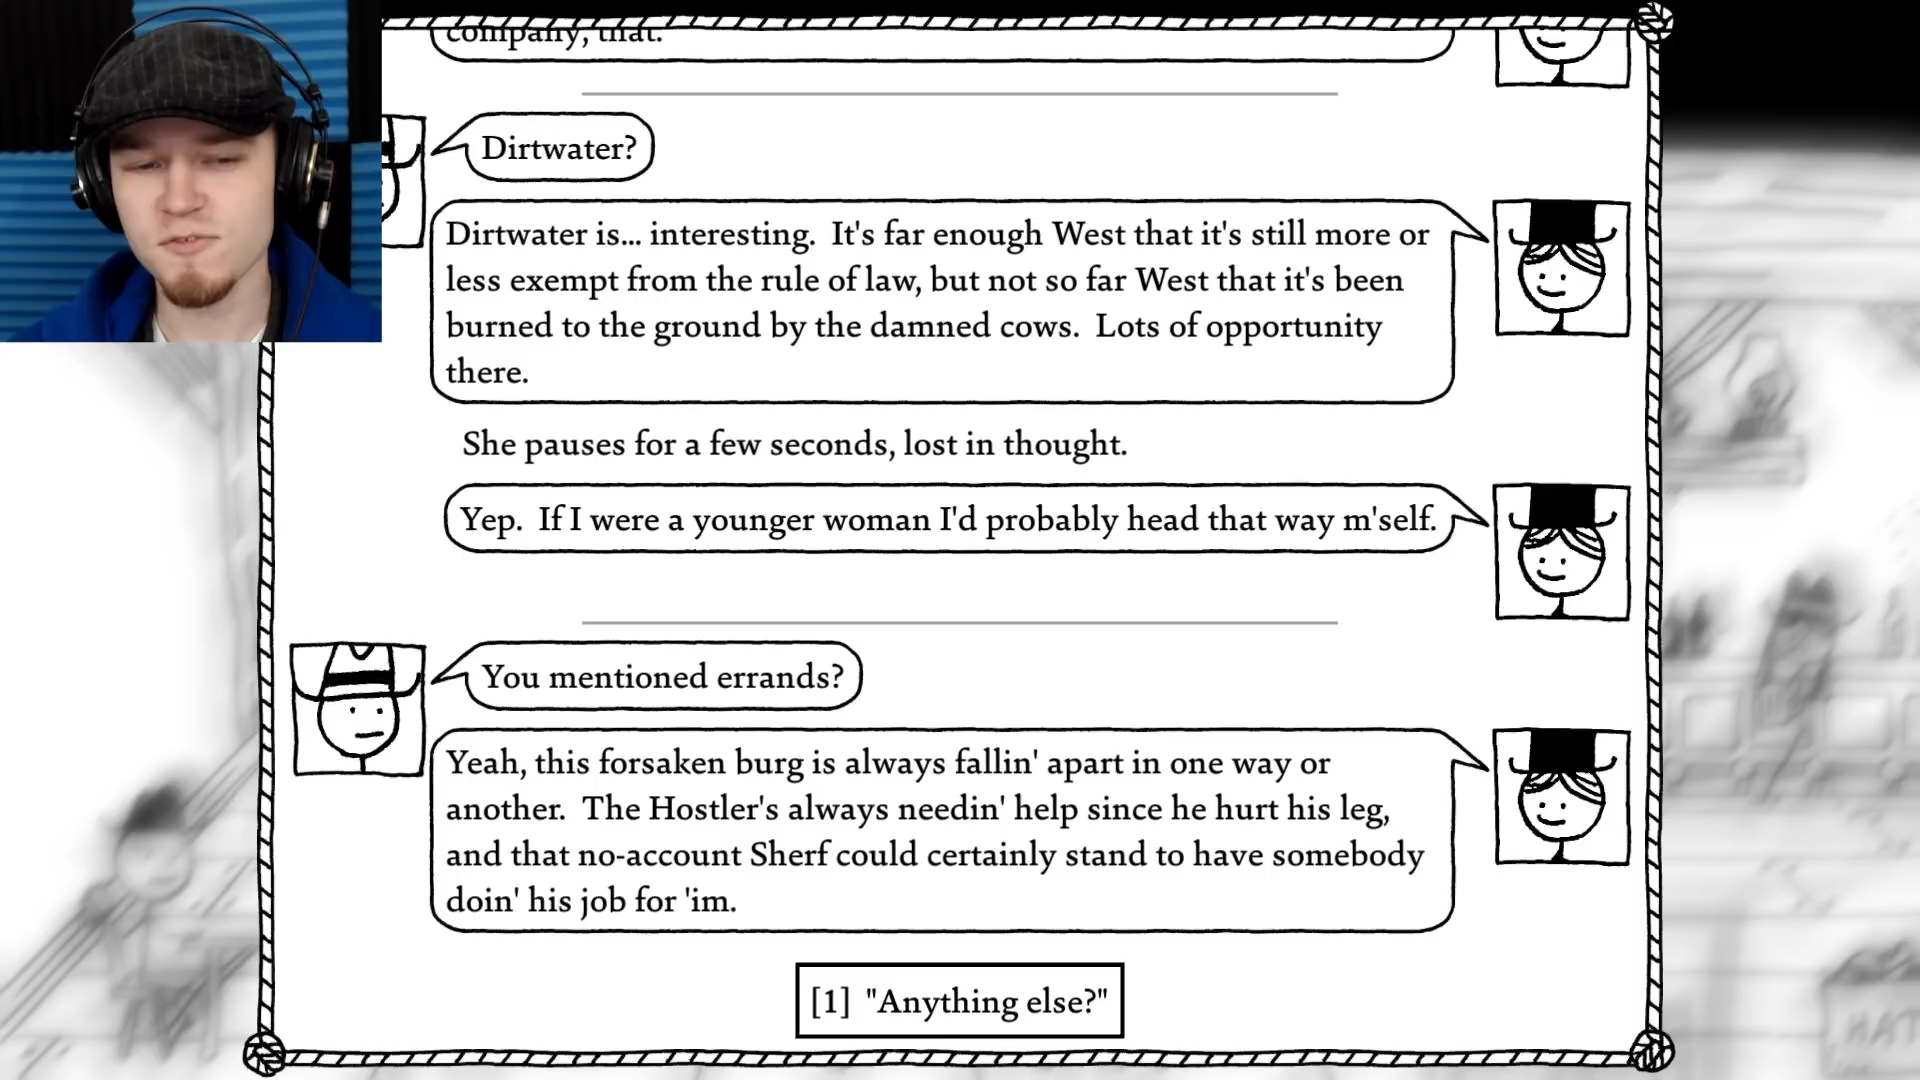 company, that.
Dirtwater?
Dirtwater is... interesting.  It's far enough West that it's still more or
less exempt from the rule of law, but not so far West that it's been
burned to the ground by the damned cows.  Lots of opportunity
there.
She pauses for a few seconds, lost in thought.
Yep.  If I were a younger woman I'd probably head that way m'self.
You mentioned errands?
Yeah, this forsaken burg is always fallin' apart in one way or
another.  The Hostler's always needin' help since he hurt his leg,
and that no-account Sherf could certainly stand to have somebody
doin' his job for 'im.
[1]  "Anything else?"